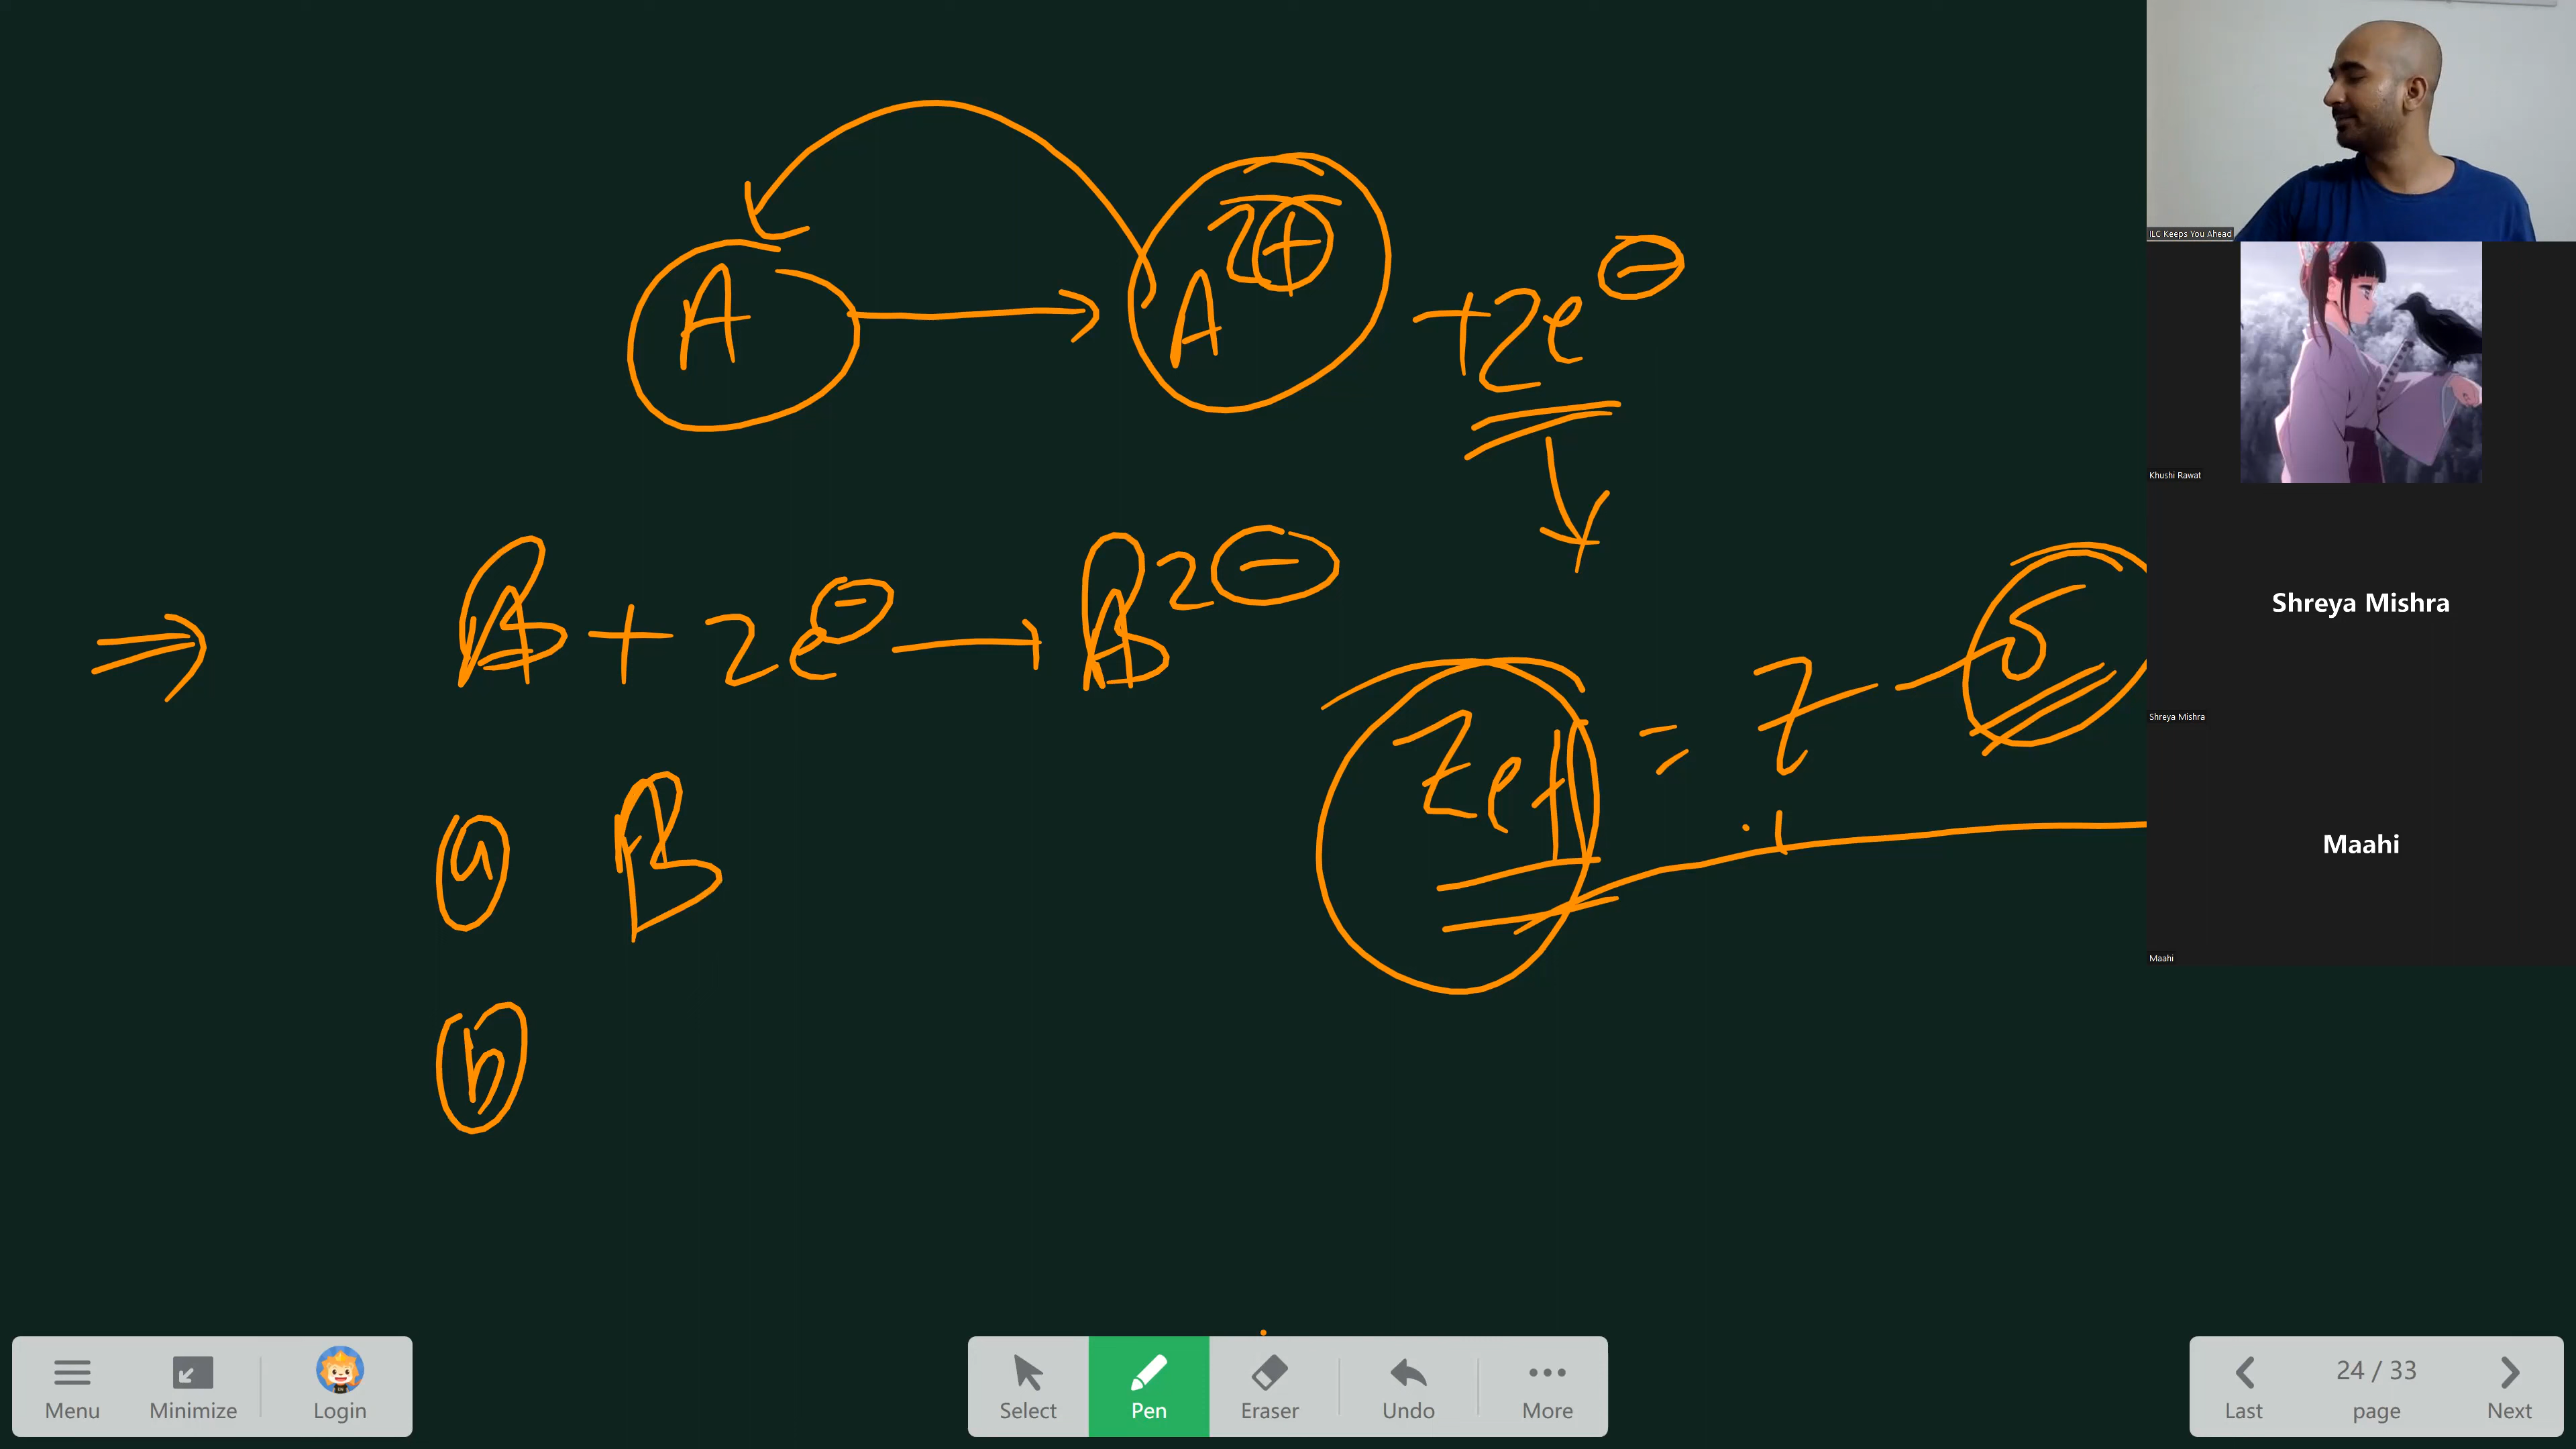 A → A²⁺ + 2e⁻
⇒ B + 2e⁻ → B²⁻
Zeff = Z - σ
a B
b
ILC Keeps You Ahead
Khushi Rawat
Shreya Mishra
Shreya Mishra
Maahi
Maahi
Menu
Minimize
Login
Select
Pen
Eraser
Undo
More
Last
24 / 33
page
Next